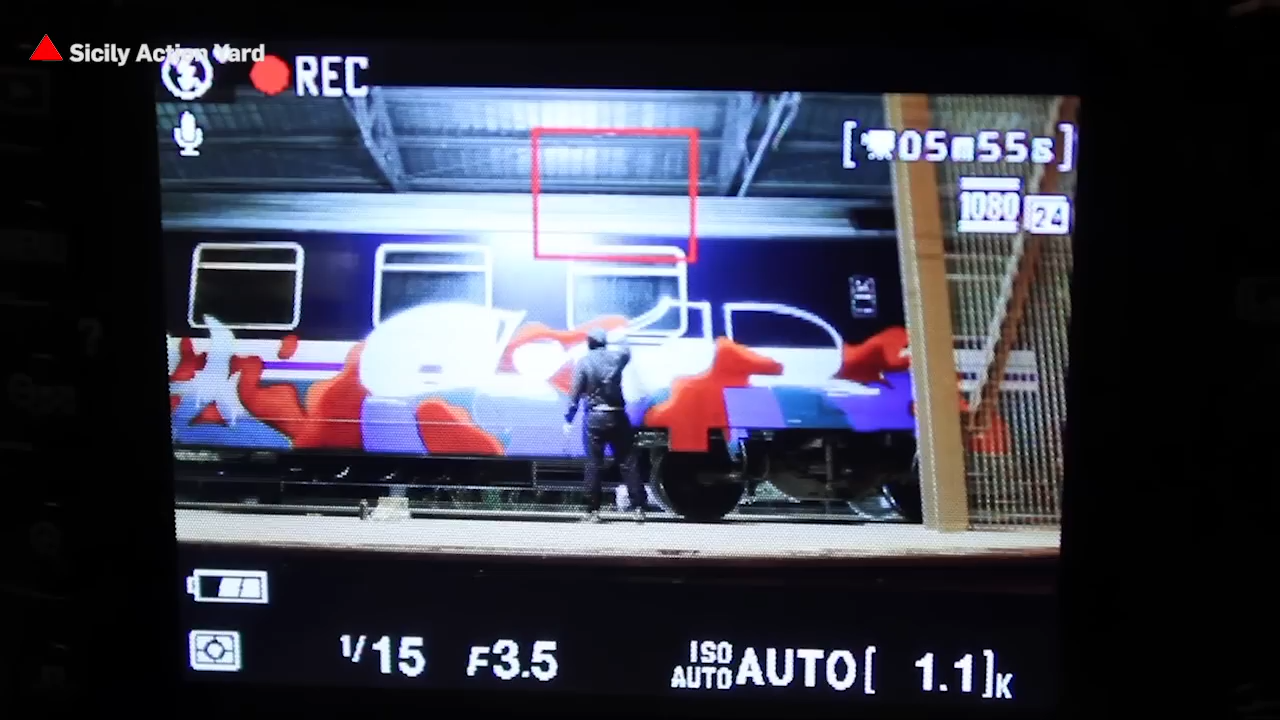 Sicily Action Yard
REC
[05m55s]
1080 24
1/15 F3.5 ISO AUTO AUTO [ 1.1]K